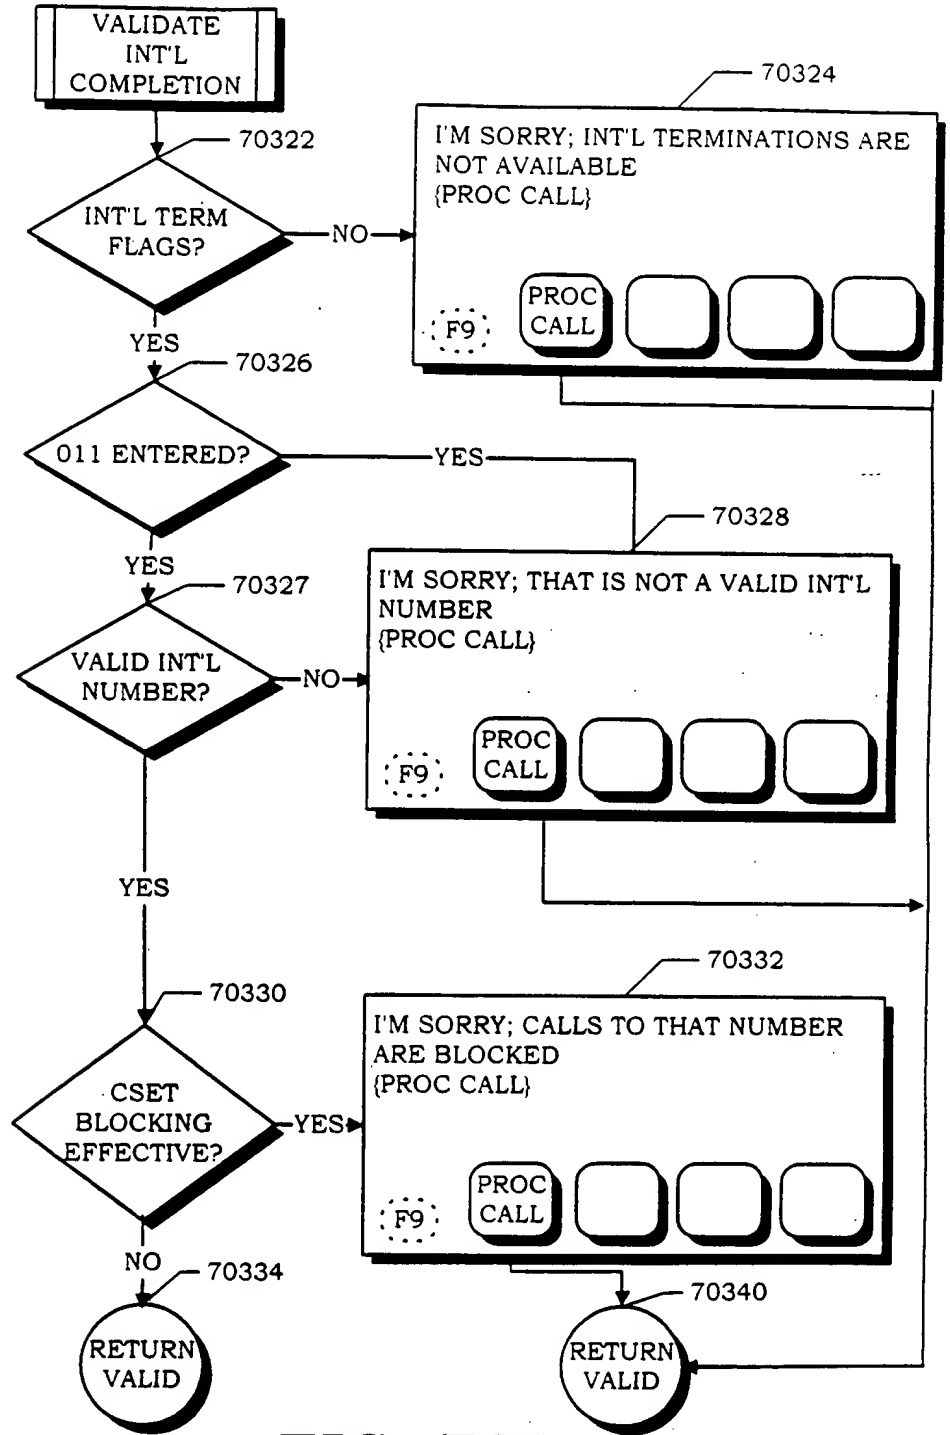 VALIDATE
INT'L
COMPLETION
70322
INT'L TERM
FLAGS?
NO
70324
I'M SORRY; INT'L TERMINATIONS ARE
NOT AVAILABLE
{PROC CALL}
F9
PROC
CALL
YES
70326
011 ENTERED?
YES
YES
70327
VALID INT'L
NUMBER?
NO
70328
I'M SORRY; THAT IS NOT A VALID INT'L
NUMBER
{PROC CALL}
F9
PROC
CALL
YES
70330
CSET
BLOCKING
EFFECTIVE?
YES
70332
I'M SORRY; CALLS TO THAT NUMBER
ARE BLOCKED
{PROC CALL}
F9
PROC
CALL
NO
70334
RETURN
VALID
70340
RETURN
VALID